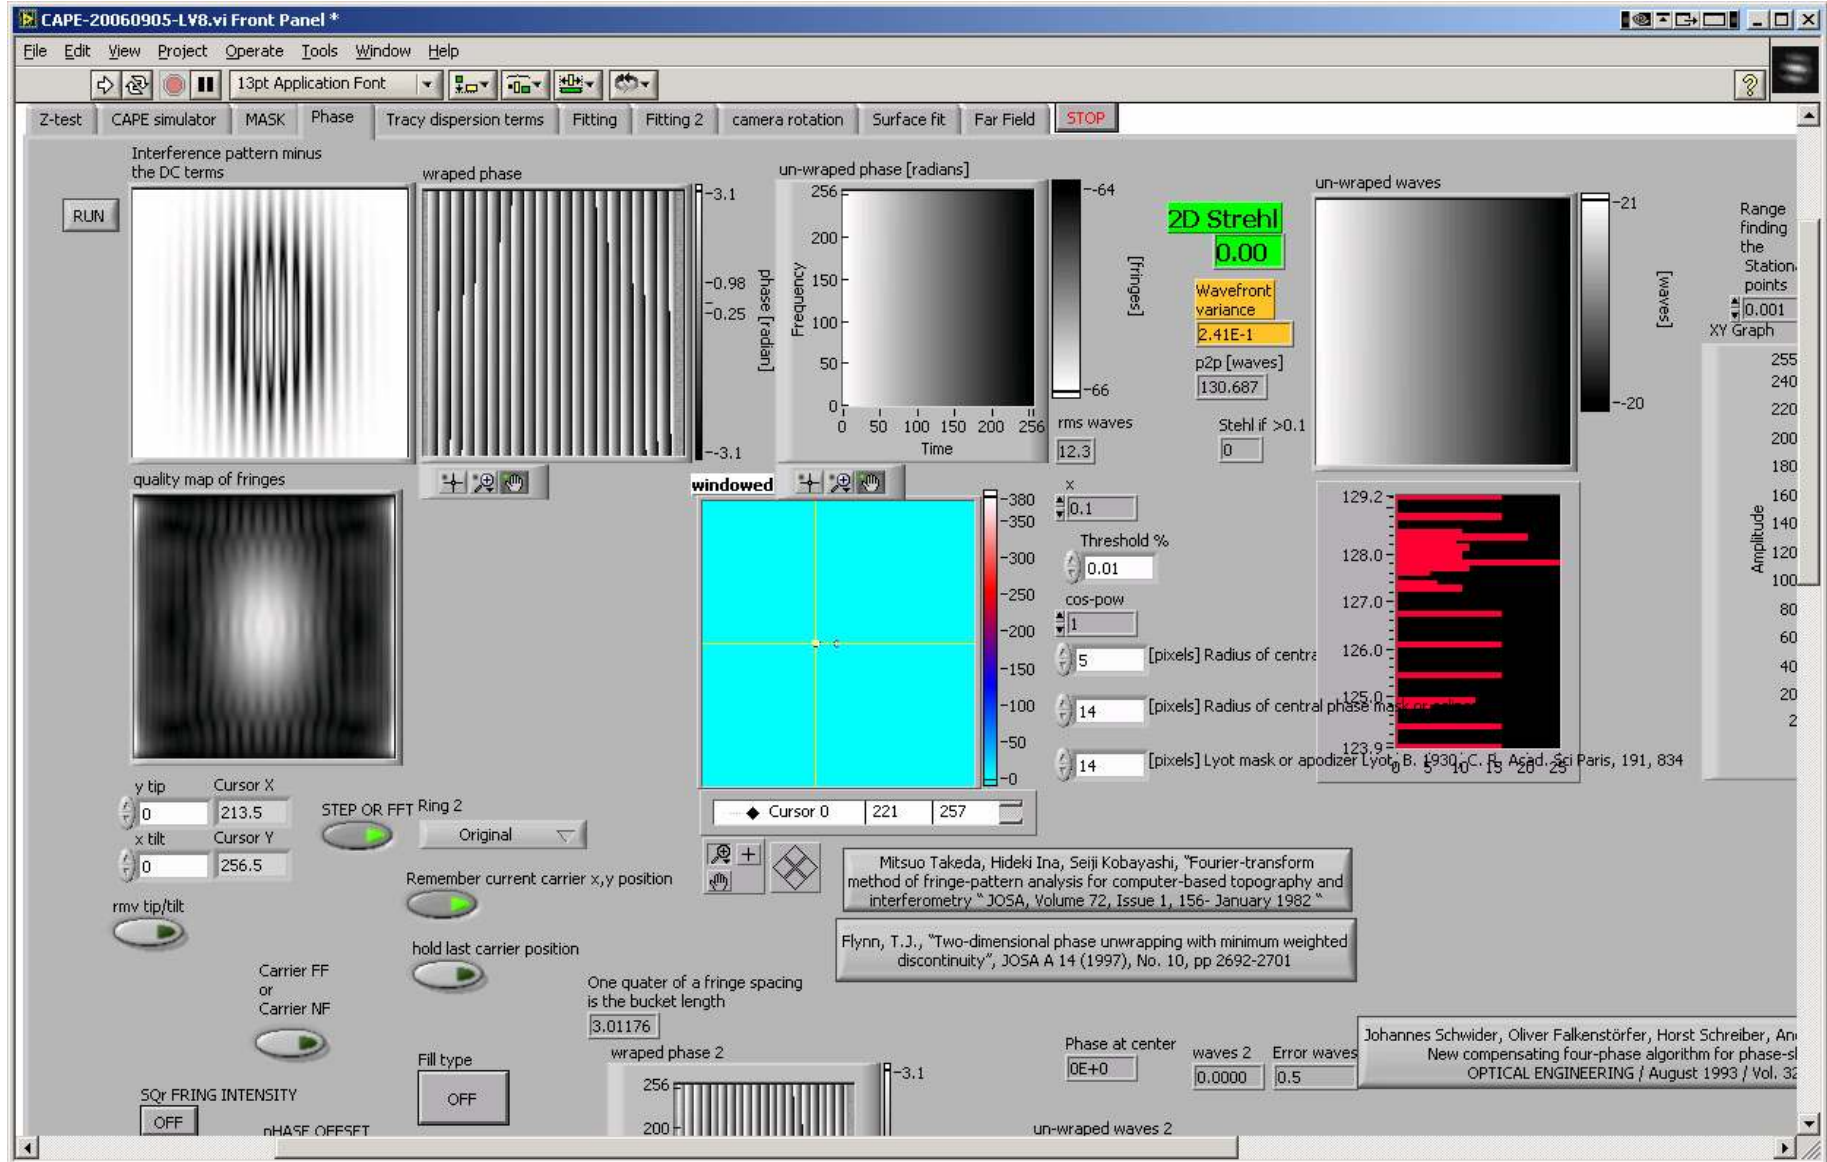 CAPE-20060905-LV8.vi Front Panel *
File Edit View Project Operate Tools Window Help
13pt Application Font
Z-test CAPE simulator MASK Phase Tracy dispersion terms Fitting Fitting 2 camera rotation Surface fit Far Field STOP
RUN
Interference pattern minus
the DC terms
wraped phase
-3.1
-0.98
-0.25
--3.1
phase [radian]
un-wraped phase [radians]
Frequency
256
200
150
100
50
0
0 50 100 150 200 256
Time
--64
--66
[fringes]
rms waves
12.3
2D Strehl
0.00
Wavefront
variance
2.41E-1
p2p [waves]
130.687
Stehl if >0.1
0
un-wraped waves
-21
--20
[waves]
Range
finding
the
Station
points
0.001
XY Graph
Amplitude
255
240
220
200
180
160
140
120
100
80
60
40
20
2
quality map of fringes
windowed
-380
-350
-300
-250
-200
-150
-100
-50
-0
x
0.1
Threshold %
0.01
cos-pow
1
5 [pixels] Radius of centra
14 [pixels] Radius of central phase mask
14 [pixels] Lyot mask or apodizer Lyot, B. 1930, C. R. Asad. Sci Paris, 191, 834
129.2
128.0
127.0
126.0
125.0
123.9
0 5 10 15 20 25
Cursor 0 221 257
y tip Cursor X
0 213.5
x tilt Cursor Y
0 256.5
STEP OR FFT
Ring 2
Original
Remember current carrier x,y position
rmv tip/tilt
hold last carrier position
Carrier FF
or
Carrier NF
Mitsuo Takeda, Hideki Ina, Seiji Kobayashi, "Fourier-transform
method of fringe-pattern analysis for computer-based topography and
interferometry " JOSA, Volume 72, Issue 1, 156- January 1982 "
Flynn, T.J., "Two-dimensional phase unwrapping with minimum weighted
discontinuity", JOSA A 14 (1997), No. 10, pp 2692-2701
One quater of a fringe spacing
is the bucket length
3.01176
Fill type
OFF
wraped phase 2
256
200
-3.1
Phase at center
0E+0
waves 2
0.0000
Error waves
0.5
Johannes Schwider, Oliver Falkenstörfer, Horst Schreiber, An
New compensating four-phase algorithm for phase-s
OPTICAL ENGINEERING / August 1993 / Vol. 32
SQr FRING INTENSITY
OFF
pHASE OFFSET
un-wraped waves 2